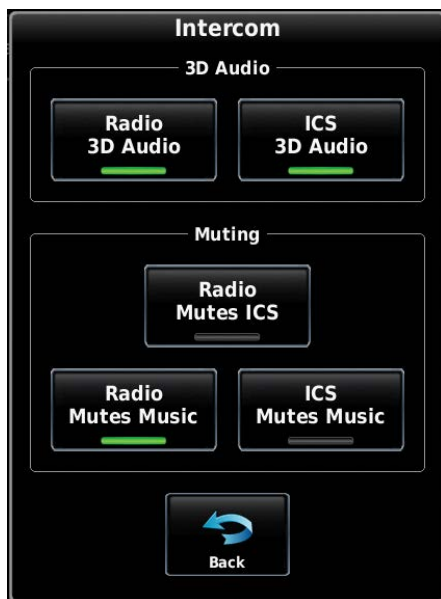 Intercom
3D Audio
Radio
3D Audio
ICS
3D Audio
Muting
Radio
Mutes ICS
Radio
Mutes Music
ICS
Mutes Music
Back